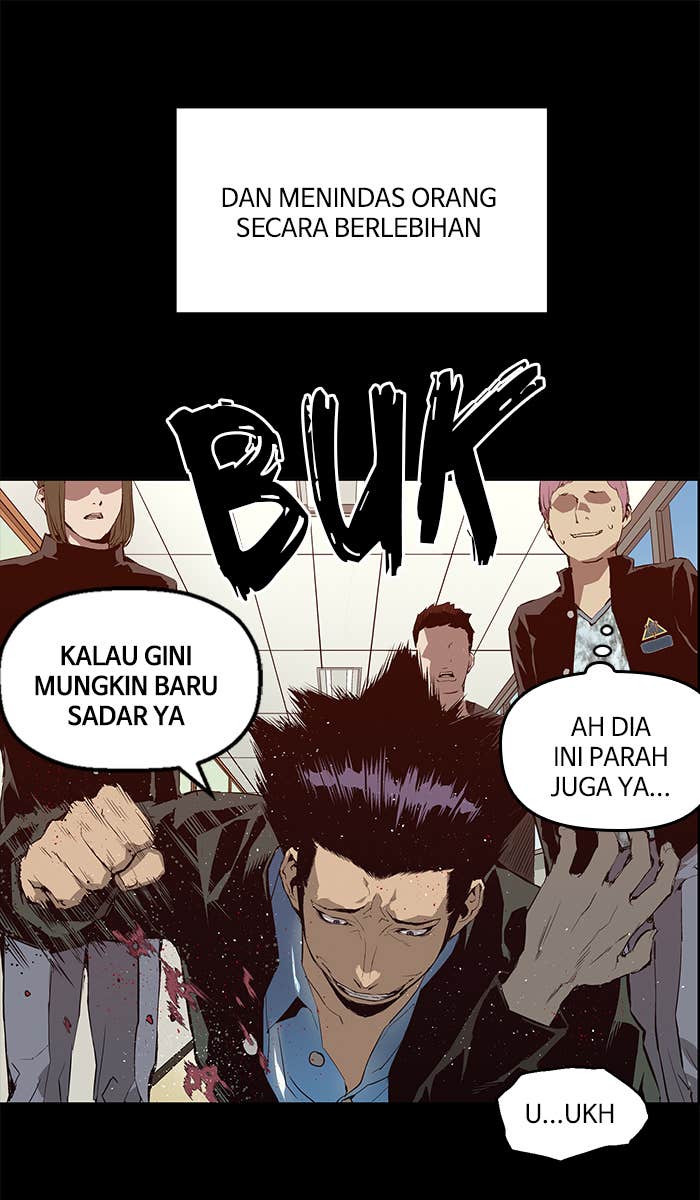 DAN MENINDAS ORANG
SECARA BERLEBIHAN
BUK
KALAU GINI
MUNGKIN BARU
SADAR YA
AH DIA
INI PARAH
JUGA YA...
U...UKH